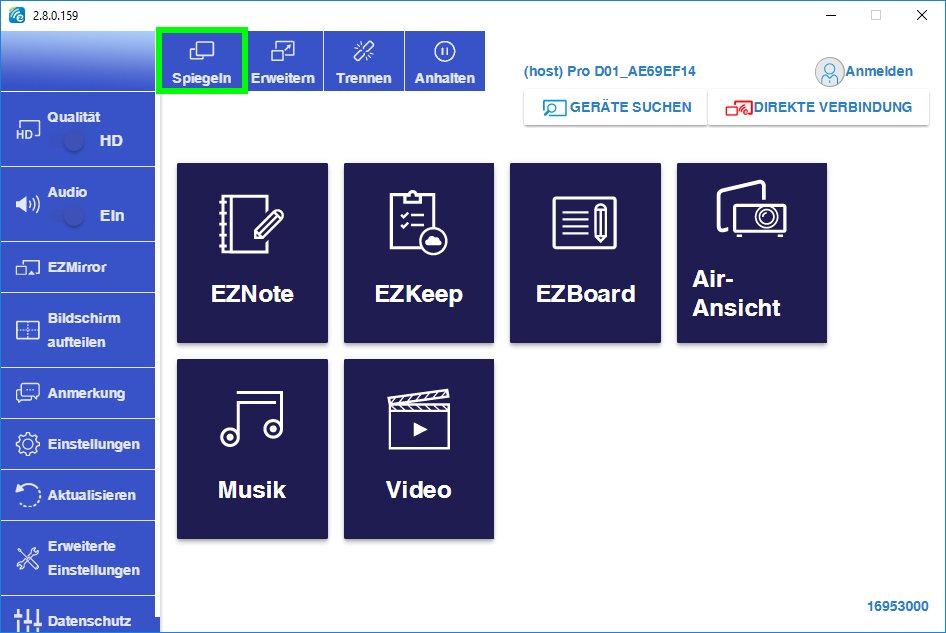 2.8.0.159
Spiegeln
Erweitern
Trennen
Anhalten
(host) Pro D01_AE69EF14
Anmelden
GERÄTE SUCHEN
DIREKTE VERBINDUNG
Qualität
HD
HD
Audio
EIn
EZMirror
Bildschirm
aufteilen
Anmerkung
Einstellungen
Aktualisieren
Erweiterte
Einstellungen
Datenschutz
EZNote
EZKeep
EZBoard
Air-
Ansicht
Musik
Video
16953000